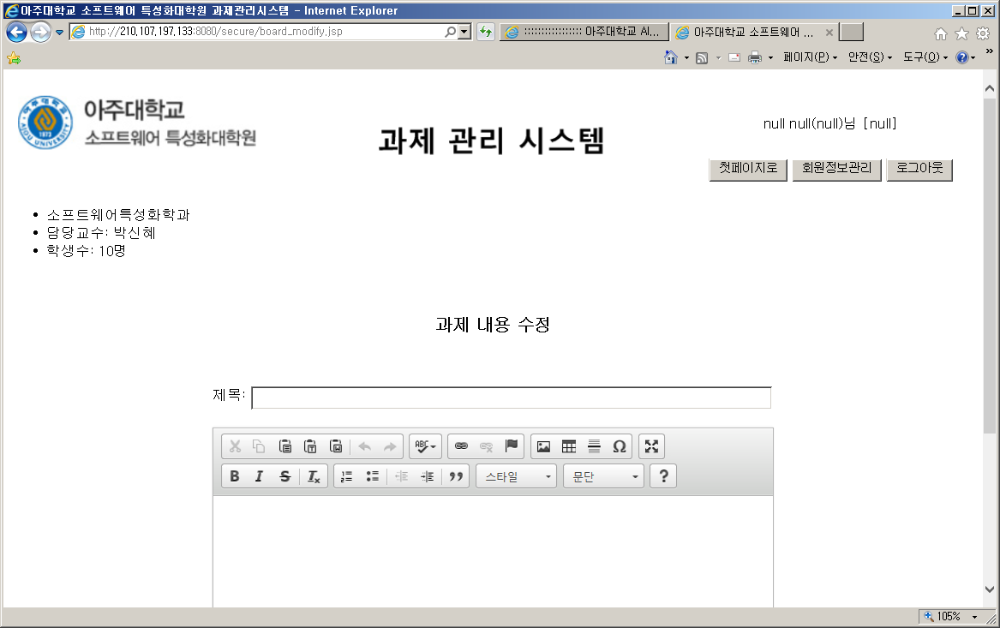 아주대학교 소프트웨어 특성화대학원 과제관리시스템 - Internet Explorer
http://210.107.197.133:8080/secure/board_modify.jsp
:::::::::::::::: 아주대학교 AI...
아주대학교 소프트웨어 ...
페이지(P) 안전(S) 도구(O)
아주대학교
소프트웨어 특성화대학원
과제 관리 시스템
null null(null)님 [null]
첫페이지로 회원정보관리 로그아웃
• 소프트웨어특성화학과
• 담당교수: 박신혜
• 학생수: 10명
과제 내용 수정
제목:
ABC Ω
B I S Tx ?
스타일 문단
105%